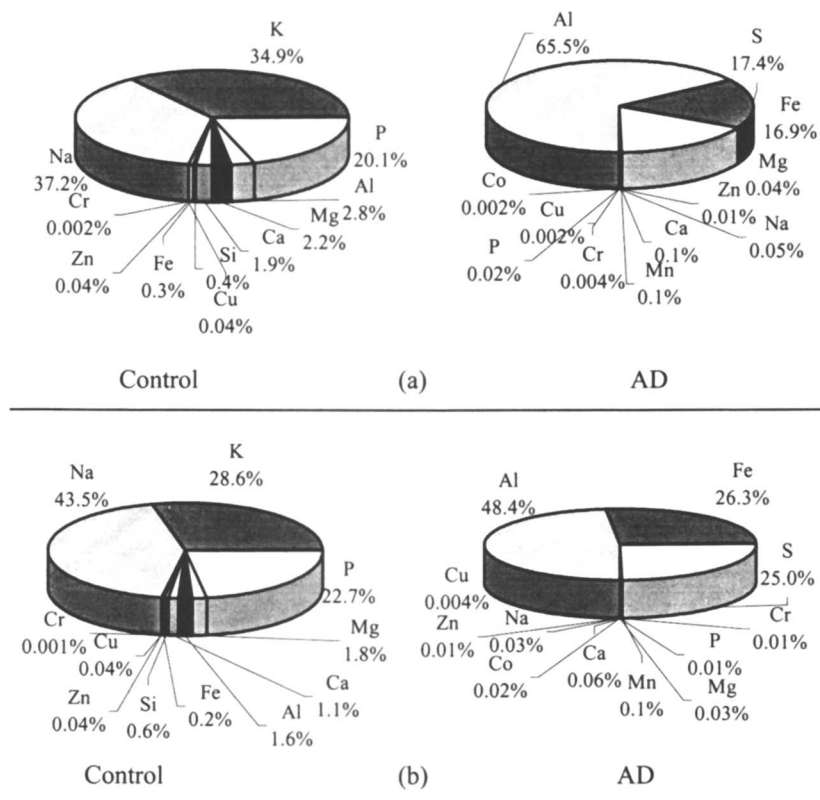 K
34.9%
P
20.1%
Al
2.8%
Mg
2.2%
Ca
1.9%
Si
0.4%
Cu
0.04%
Fe
0.3%
Zn
0.04%
Cr
0.002%
Na
37.2%
Control
(a)
Al
65.5%
S
17.4%
Fe
16.9%
Mg
0.04%
Zn
0.01%
Na
0.05%
Ca
0.1%
Mn
0.1%
Cr
0.004%
Cu
0.002%
P
0.02%
Co
0.002%
AD
Na
43.5%
K
28.6%
P
22.7%
Mg
1.8%
Ca
1.1%
Al
1.6%
Fe
0.2%
Si
0.6%
Zn
0.04%
Cu
0.04%
Cr
0.001%
Control
(b)
Al
48.4%
Fe
26.3%
S
25.0%
Cr
0.01%
P
0.01%
Mg
0.03%
Mn
0.1%
Ca
0.06%
Co
0.02%
Na
0.03%
Zn
0.01%
Cu
0.004%
AD